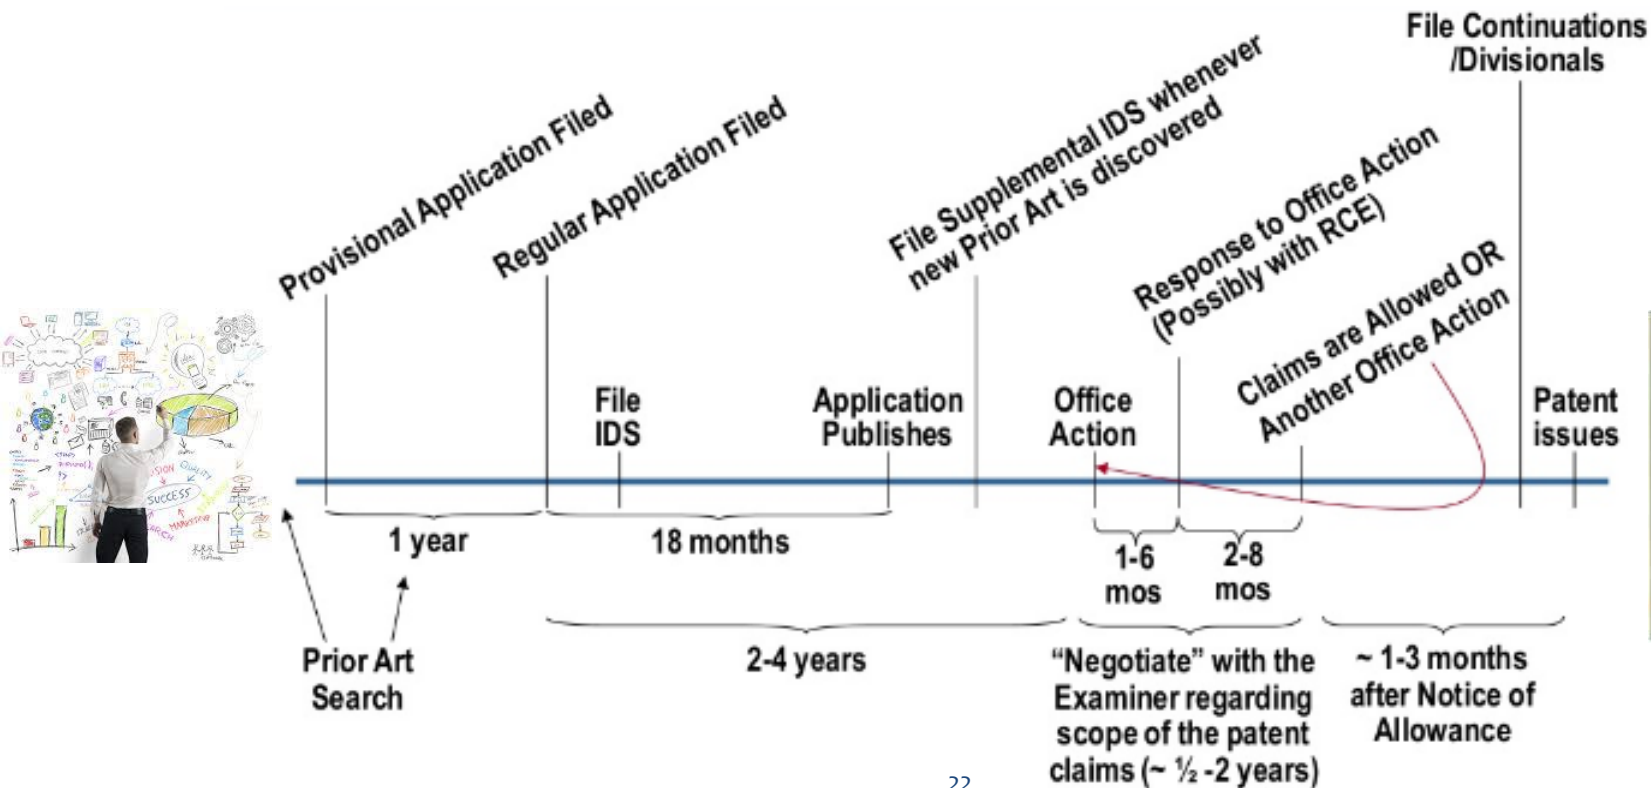 File Continuations
/Divisionals
Provisional Application Filed
Regular Application Filed
File Supplemental IDS whenever
new Prior Art is discovered
Response to Office Action
(Possibly with RCE)
Claims are Allowed OR
Another Office Action
File
IDS
Application
Publishes
Office
Action
Patent
issues
idea
QUALITY
SUCCESS
MARKETING
1 year
18 months
1-6
mos
2-8
mos
Prior Art
Search
2-4 years
“Negotiate” with the
Examiner regarding
scope of the patent
claims (~ ½ -2 years)
~ 1-3 months
after Notice of
Allowance
22